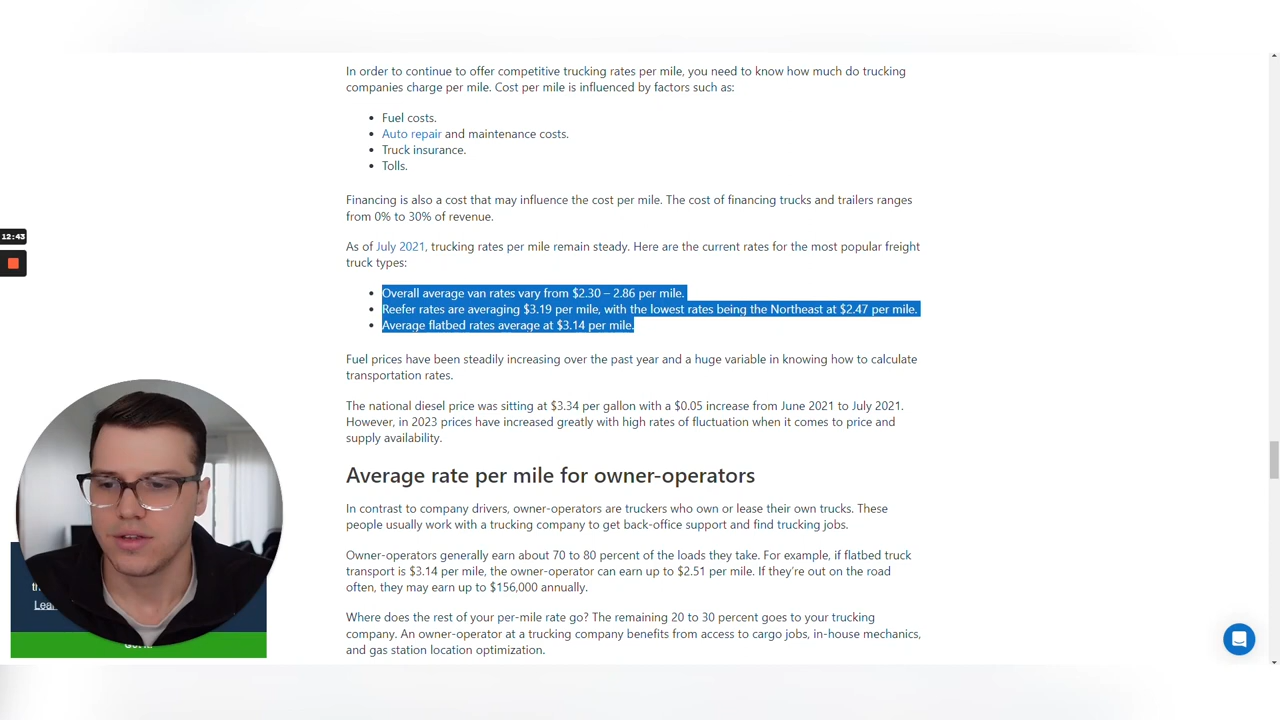 In order to continue to offer competitive trucking rates per mile, you need to know how much do trucking
companies charge per mile. Cost per mile is influenced by factors such as:
• Fuel costs.
• Auto repair and maintenance costs.
• Truck insurance.
• Tolls.
Financing is also a cost that may influence the cost per mile. The cost of financing trucks and trailers ranges
from 0% to 30% of revenue.
12:43
As of July 2021, trucking rates per mile remain steady. Here are the current rates for the most popular freight
truck types:
• Overall average van rates vary from $2.30 – 2.86 per mile.
• Reefer rates are averaging $3.19 per mile, with the lowest rates being the Northeast at $2.47 per mile.
• Average flatbed rates average at $3.14 per mile.
Fuel prices have been steadily increasing over the past year and a huge variable in knowing how to calculate
transportation rates.
The national diesel price was sitting at $3.34 per gallon with a $0.05 increase from June 2021 to July 2021.
However, in 2023 prices have increased greatly with high rates of fluctuation when it comes to price and
supply availability.
Average rate per mile for owner-operators
In contrast to company drivers, owner-operators are truckers who own or lease their own trucks. These
people usually work with a trucking company to get back-office support and find trucking jobs.
Owner-operators generally earn about 70 to 80 percent of the loads they take. For example, if flatbed truck
transport is $3.14 per mile, the owner-operator can earn up to $2.51 per mile. If they're out on the road
often, they may earn up to $156,000 annually.
Where does the rest of your per-mile rate go? The remaining 20 to 30 percent goes to your trucking
company. An owner-operator at a trucking company benefits from access to cargo jobs, in-house mechanics,
and gas station location optimization.